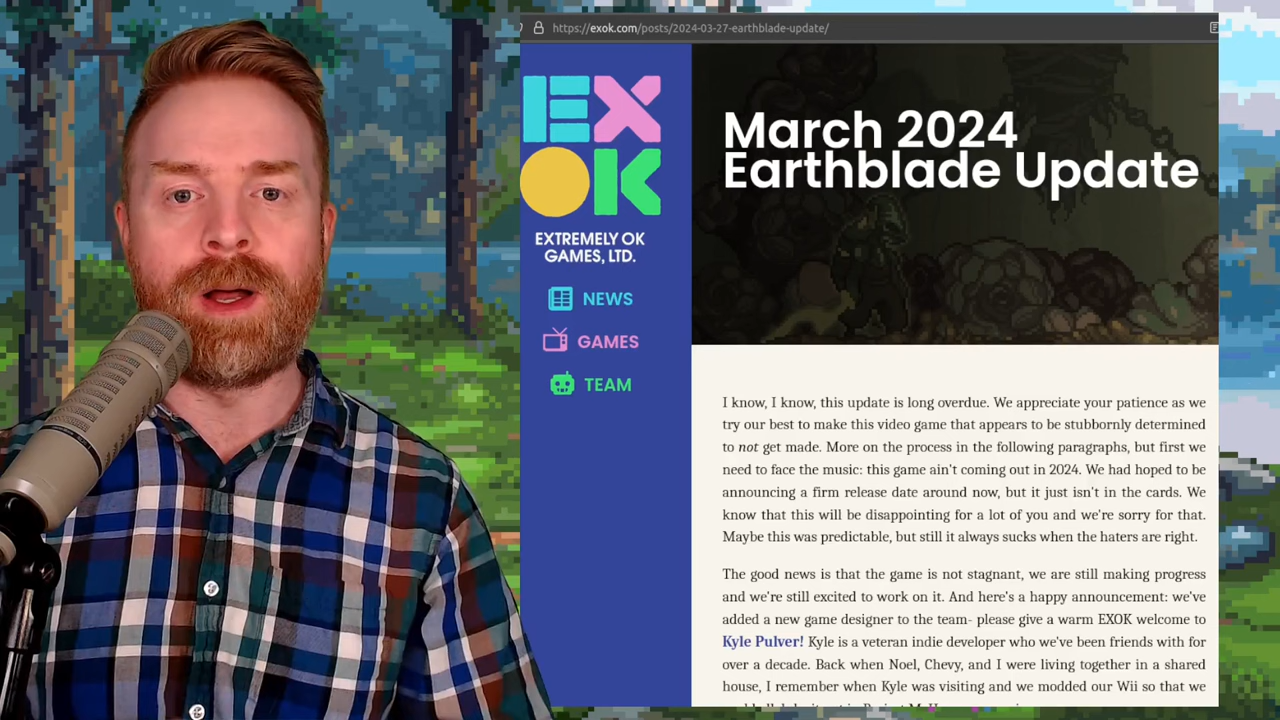 https://exok.com/posts/2024-03-27-earthblade-update/
EX
OK
EXTREMELY OK
GAMES, LTD.
NEWS
GAMES
TEAM
March 2024
Earthblade Update
I know, I know, this update is long overdue. We appreciate your patience as we
try our best to make this video game that appears to be stubbornly determined
to not get made. More on the process in the following paragraphs, but first we
need to face the music: this game ain't coming out in 2024. We had hoped to be
announcing a firm release date around now, but it just isn't in the cards. We
know that this will be disappointing for a lot of you and we're sorry for that.
Maybe this was predictable, but still it always sucks when the haters are right.
The good news is that the game is not stagnant, we are still making progress
and we're still excited to work on it. And here's a happy announcement: we've
added a new game designer to the team- please give a warm EXOK welcome to
Kyle Pulver! Kyle is a veteran indie developer who we've been friends with for
over a decade. Back when Noel, Chevy, and I were living together in a shared
house, I remember when Kyle was visiting and we modded our Wii so that we